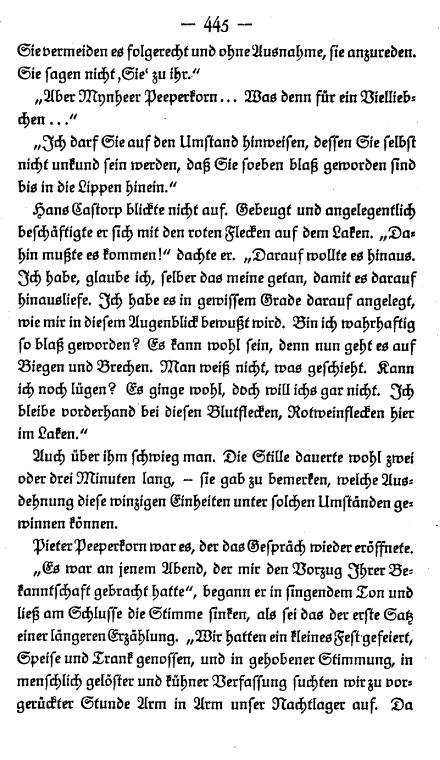 — 445 —
Sie vermeiden es folgerecht und ohne Ausnahme, sie anzureden.
Sie sagen nicht ‚Sie‘ zu ihr.“
„Aber Mynheer Peeperkorn... Was denn für ein Viellieb-
chen...“
„Ich darf Sie auf den Umstand hinweisen, dessen Sie selbst
nicht unkund sein werden, daß Sie soeben blaß geworden sind
bis in die Lippen hinein.“
Hans Castorp blickte nicht auf. Gebeugt und angelegentlich
beschäftigte er sich mit den roten Flecken auf dem Laken. „Da-
hin mußte es kommen!“ dachte er. „Darauf wollte es hinaus.
Ich habe, glaube ich, selber das meine getan, damit es darauf
hinausliefe. Ich habe es in gewissem Grade darauf angelegt,
wie mir in diesem Augenblick bewußt wird. Bin ich wahrhaftig
so blaß geworden? Es kann wohl sein, denn nun geht es auf
Biegen und Brechen. Man weiß nicht, was geschieht. Kann
ich noch lügen? Es ginge wohl, doch will ichs gar nicht. Ich
bleibe vorderhand bei diesen Blutflecken, Rotweinflecken hier
im Laken.“
Auch über ihm schwieg man. Die Stille dauerte wohl zwei
oder drei Minuten lang, – sie gab zu bemerken, welche Aus-
dehnung diese winzigen Einheiten unter solchen Umständen ge-
winnen können.
Pieter Peeperkorn war es, der das Gespräch wieder eröffnete.
„Es war an jenem Abend, der mir den Vorzug Ihrer Be-
kanntschaft gebracht hatte“, begann er in singendem Ton und
ließ am Schlusse die Stimme sinken, als sei das der erste Satz
einer längeren Erzählung. „Wir hatten ein kleines Fest gefeiert,
Speise und Trank genossen, und in gehobener Stimmung, in
menschlich gelöster und kühner Verfassung suchten wir zu vor-
gerückter Stunde Arm in Arm unser Nachtlager auf. Da